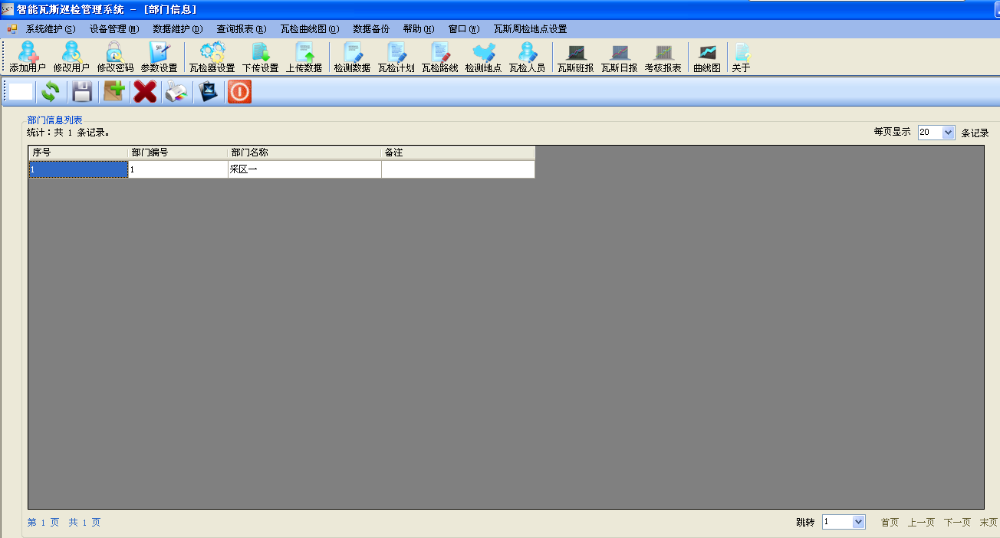 智能瓦斯巡检管理系统 - [部门信息]
系统维护(S) 设备管理(M) 数据维护(D) 查询报表(R) 瓦检曲线图(O) 数据备份 帮助(H) 窗口(W) 瓦斯周检地点设置
添加用户 修改用户 修改密码 参数设置 瓦检器设置 下传设置 上传数据 检测数据 瓦检计划 瓦检路线 检测地点 瓦检人员 瓦斯班报 瓦斯日报 考核报表 曲线图 关于
部门信息列表
统计：共 1 条记录。 每页显示 20 条记录
序号 部门编号 部门名称 备注
1 1 采区一
第 1 页 共 1 页 跳转 1 首页 上一页 下一页 末页